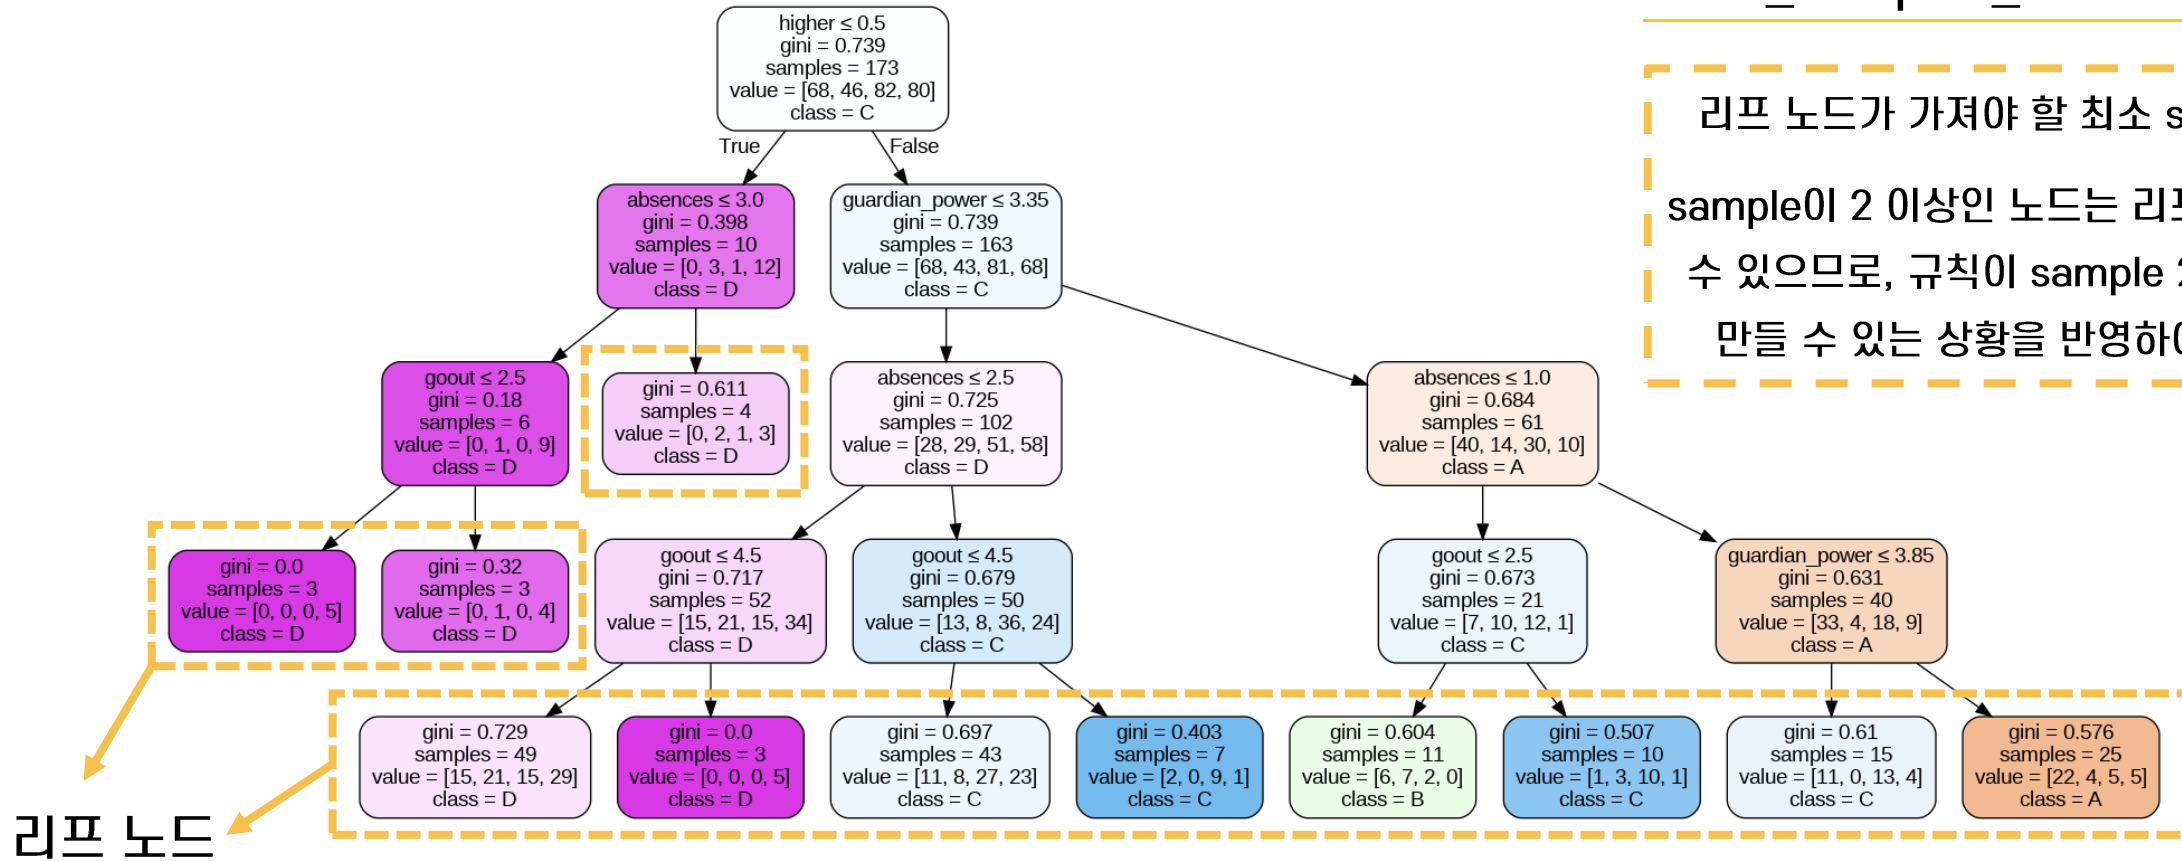 higher ≤ 0.5
gini = 0.739
samples = 173
value = [68, 46, 82, 80]
class = C
True
False
absences ≤ 3.0
gini = 0.398
samples = 10
value = [0, 3, 1, 12]
class = D
guardian_power ≤ 3.35
gini = 0.739
samples = 163
value = [68, 43, 81, 68]
class = C
goout ≤ 2.5
gini = 0.18
samples = 6
value = [0, 1, 0, 9]
class = D
gini = 0.611
samples = 4
value = [0, 2, 1, 3]
class = D
absences ≤ 2.5
gini = 0.725
samples = 102
value = [28, 29, 51, 58]
class = D
absences ≤ 1.0
gini = 0.684
samples = 61
value = [40, 14, 30, 10]
class = A
gini = 0.0
samples = 3
value = [0, 0, 0, 5]
class = D
gini = 0.32
samples = 3
value = [0, 1, 0, 4]
class = D
goout ≤ 4.5
gini = 0.717
samples = 52
value = [15, 21, 15, 34]
class = D
goout ≤ 4.5
gini = 0.679
samples = 50
value = [13, 8, 36, 24]
class = C
goout ≤ 2.5
gini = 0.673
samples = 21
value = [7, 10, 12, 1]
class = C
guardian_power ≤ 3.85
gini = 0.631
samples = 40
value = [33, 4, 18, 9]
class = A
gini = 0.729
samples = 49
value = [15, 21, 15, 29]
class = D
gini = 0.0
samples = 3
value = [0, 0, 0, 5]
class = D
gini = 0.697
samples = 43
value = [11, 8, 27, 23]
class = C
gini = 0.403
samples = 7
value = [2, 0, 9, 1]
class = C
gini = 0.604
samples = 11
value = [6, 7, 2, 0]
class = B
gini = 0.507
samples = 10
value = [1, 3, 10, 1]
class = C
gini = 0.61
samples = 15
value = [11, 0, 13, 4]
class = C
gini = 0.576
samples = 25
value = [22, 4, 5, 5]
class = A
리프 노드
리프 노드가 가져야 할 최소 s
sample이 2 이상인 노드는 리
수 있으므로, 규칙이 sample 2
만들 수 있는 상황을 반영하